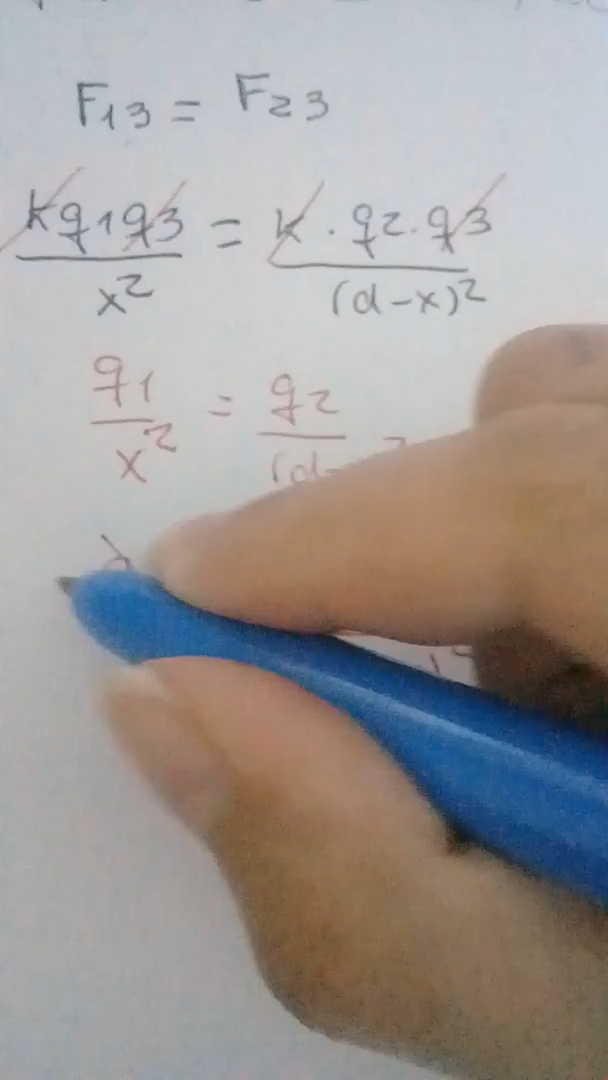 F13 = F23
Kq1q3 / x² = K · q2 · q3 / (d-x)²
q1 / x² = q2 / (d-